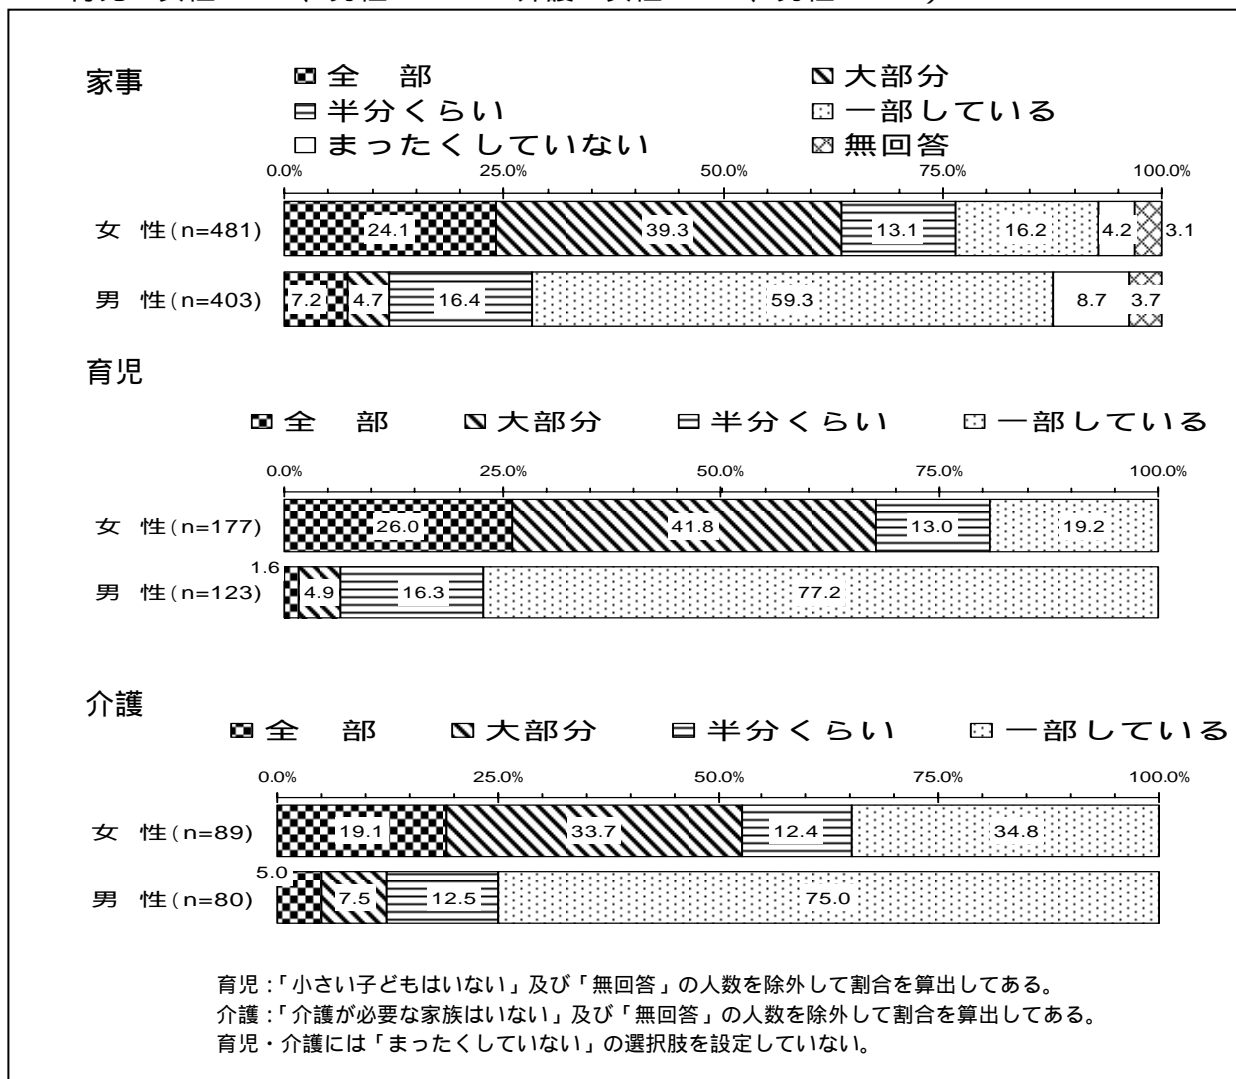 家事
全　部　大部分
半分くらい　一部している
まったくしていない　無回答
0.0%　25.0%　50.0%　75.0%　100.0%
女　性(n=481)　24.1　39.3　13.1　16.2　4.2　3.1
男　性(n=403)　7.2　4.7　16.4　59.3　8.7　3.7
育児
全　部　大部分　半分くらい　一部している
0.0%　25.0%　50.0%　75.0%　100.0%
女　性(n=177)　26.0　41.8　13.0　19.2
男　性(n=123)　1.6　4.9　16.3　77.2
介護
全　部　大部分　半分くらい　一部している
0.0%　25.0%　50.0%　75.0%　100.0%
女　性(n=89)　19.1　33.7　12.4　34.8
男　性(n=80)　5.0　7.5　12.5　75.0
育児：「小さい子どもはいない」及び「無回答」の人数を除外して割合を算出してある。
介護：「介護が必要な家族はいない」及び「無回答」の人数を除外して割合を算出してある。
育児・介護には「まったくしていない」の選択肢を設定していない。